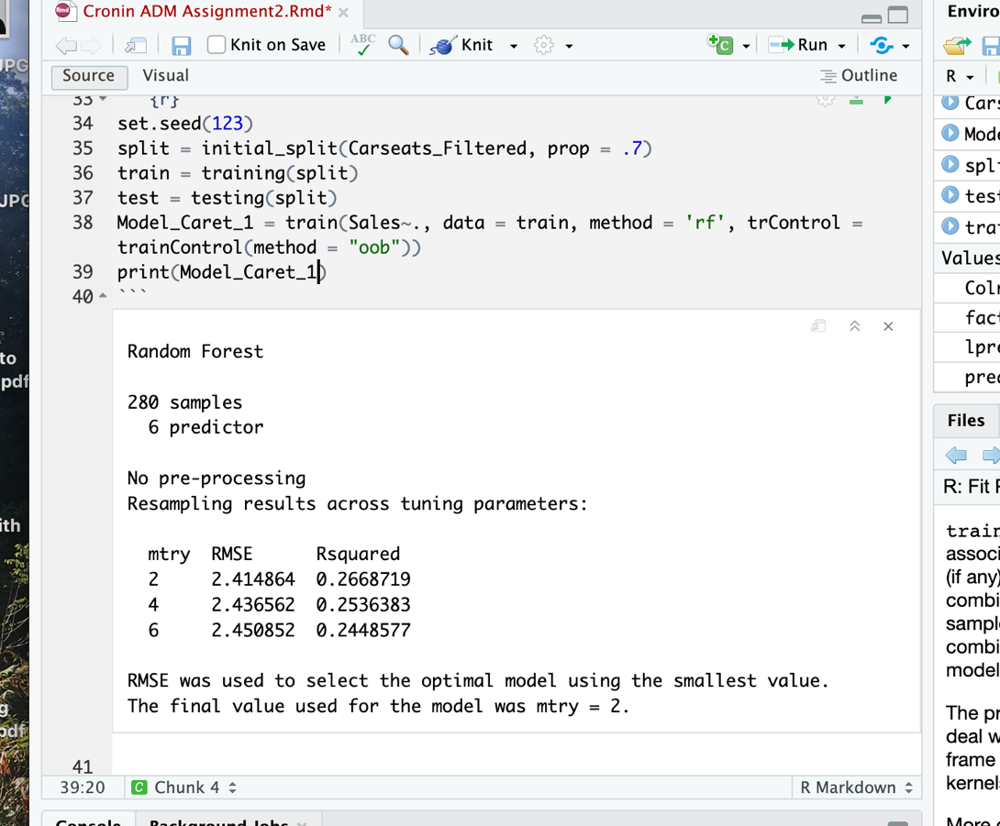 Cronin ADM Assignment2.Rmd*
Enviro
Knit on Save
ABC
Knit
Run
Source
Visual
Outline
R
JPG
33
{r}
34 set.seed(123)
35 split = initial_split(Carseats_Filtered, prop = .7)
36 train = training(split)
37 test = testing(split)
38 Model_Caret_1 = train(Sales~., data = train, method = 'rf', trControl =
trainControl(method = "oob"))
39 print(Model_Caret_1)
40 ```
Cars
Mode
spli
test
trai
Values
Colr
fact
lpre
pred
JPG
to
pdf
ith
g
pdf
Random Forest
280 samples
6 predictor
No pre-processing
Resampling results across tuning parameters:
mtry RMSE Rsquared
2 2.414864 0.2668719
4 2.436562 0.2536383
6 2.450852 0.2448577
RMSE was used to select the optimal model using the smallest value.
The final value used for the model was mtry = 2.
41
39:20
C Chunk 4
R Markdown
Console
Background Jobs
Files
R: Fit P
train
associ
(if any)
combi
sample
combi
model
The pr
deal w
frame
kernels
More